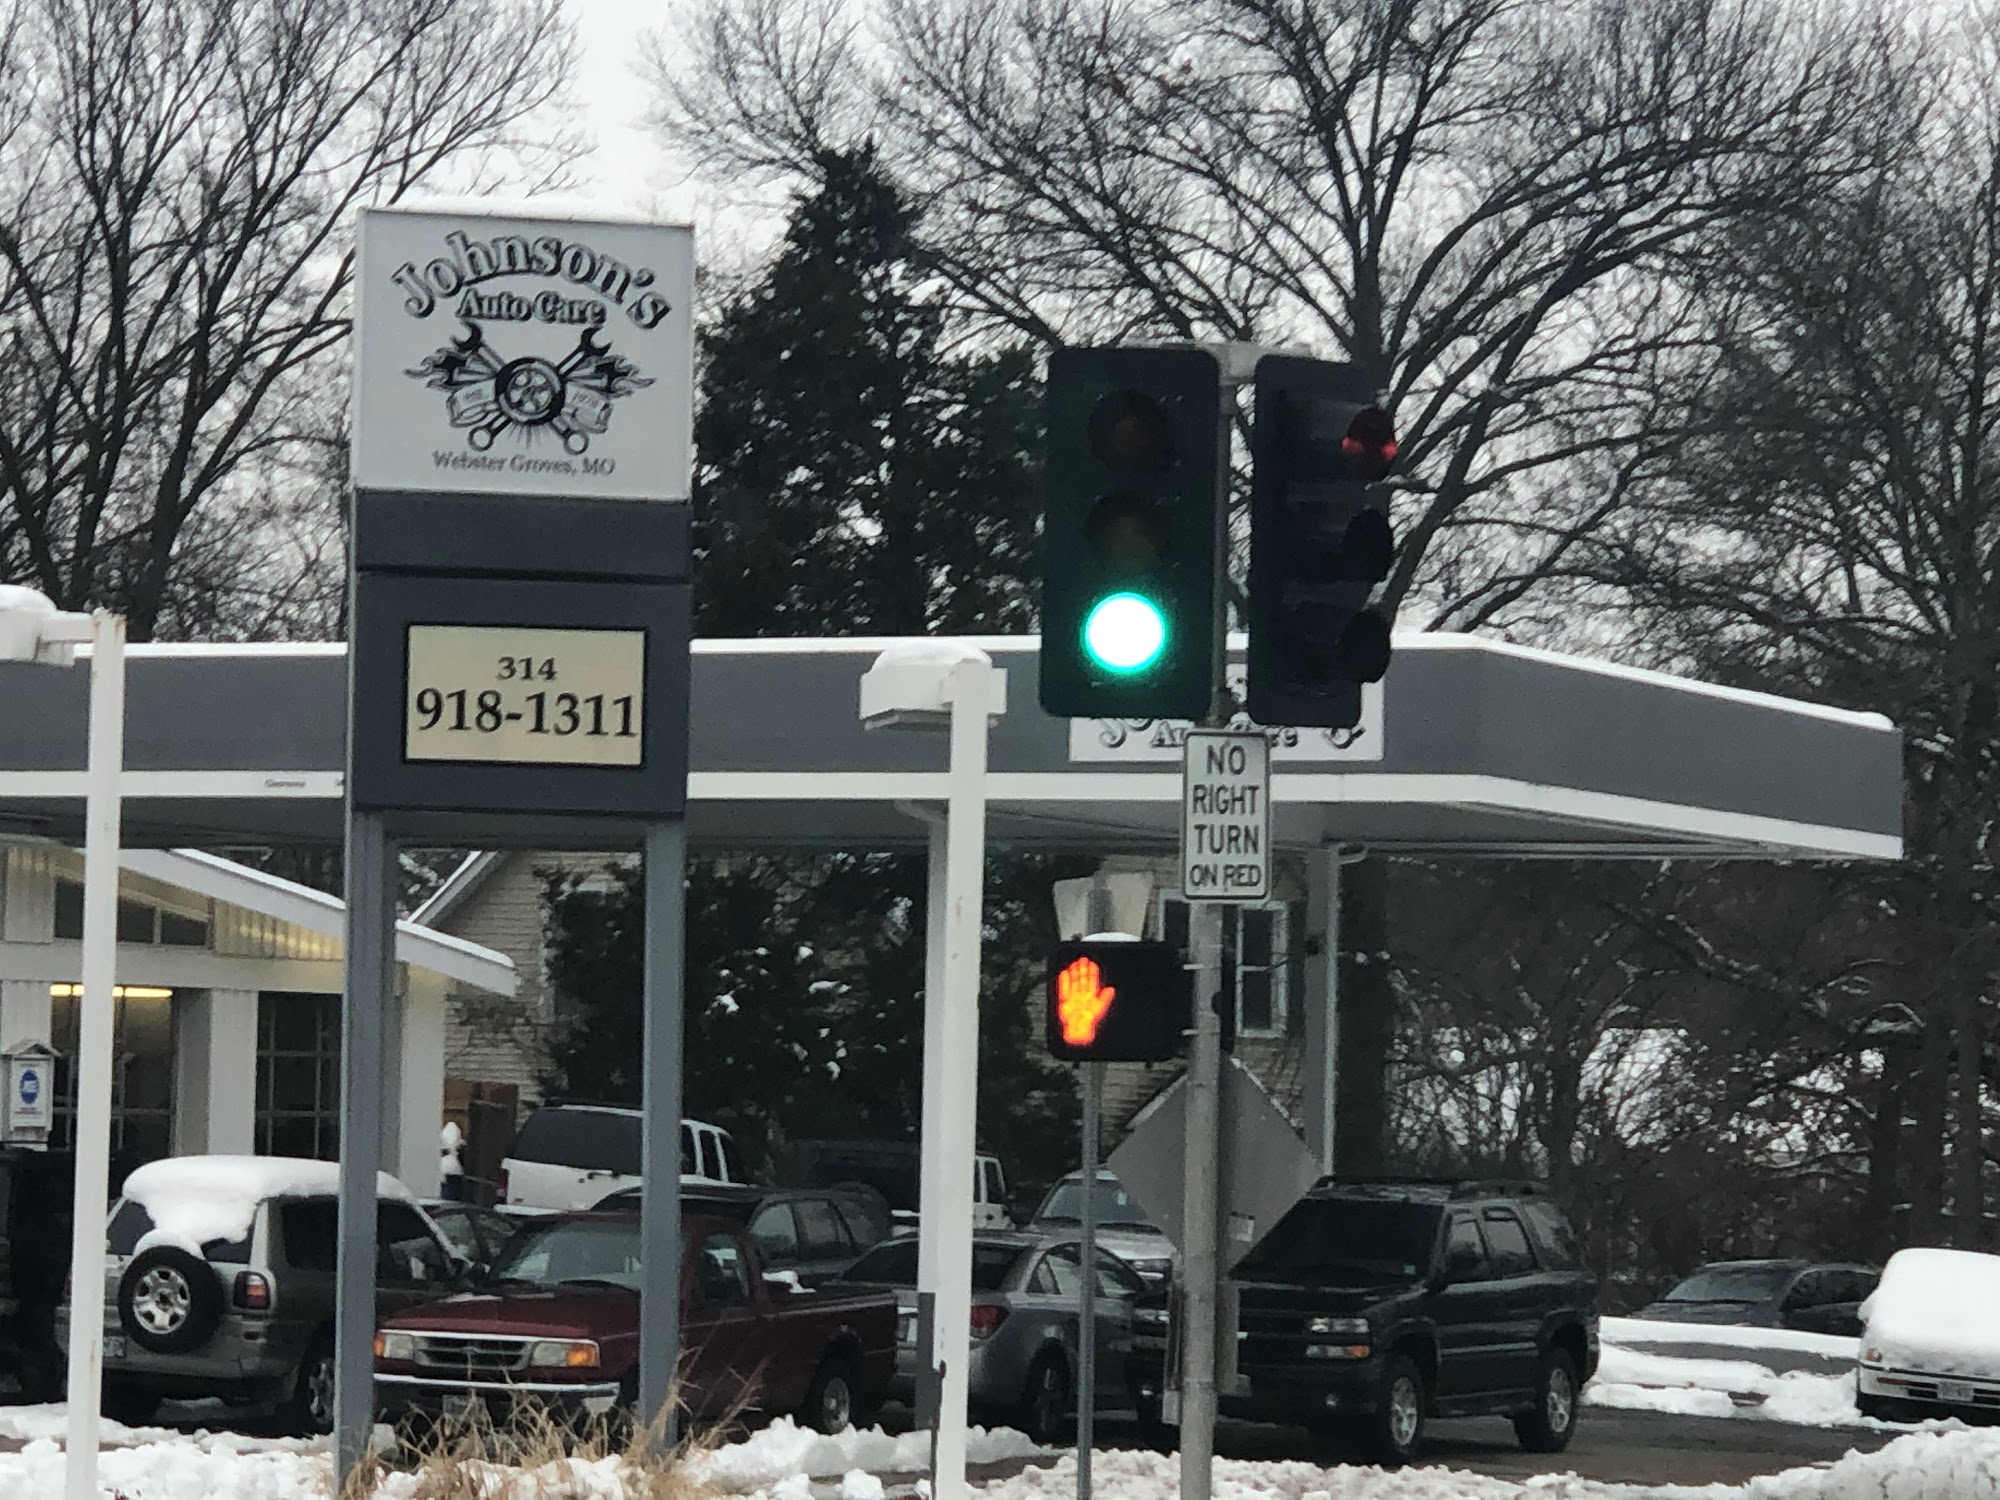 Johnson's
Auto Care
Webster Groves, MO
314
918-1311
NO
RIGHT
TURN
ON RED